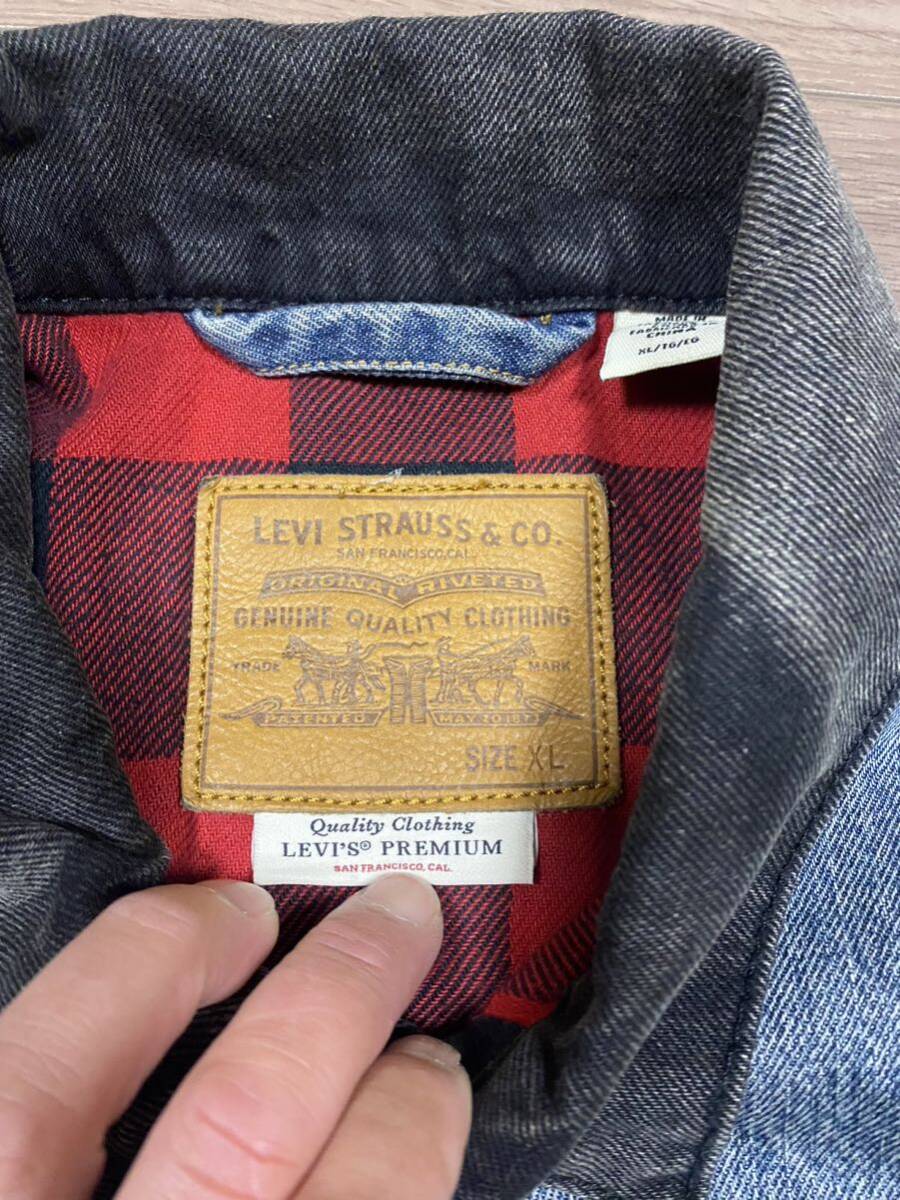 MADE IN
CHINA
XL/TG/EG
LEVI STRAUSS & CO.
SAN FRANCISCO, CAL.
ORIGINAL RIVETED
GENUINE QUALITY CLOTHING
TRADE MARK
PATENTED MAY 20 1873
SIZE XL
Quality Clothing
LEVI'S® PREMIUM
SAN FRANCISCO, CAL.